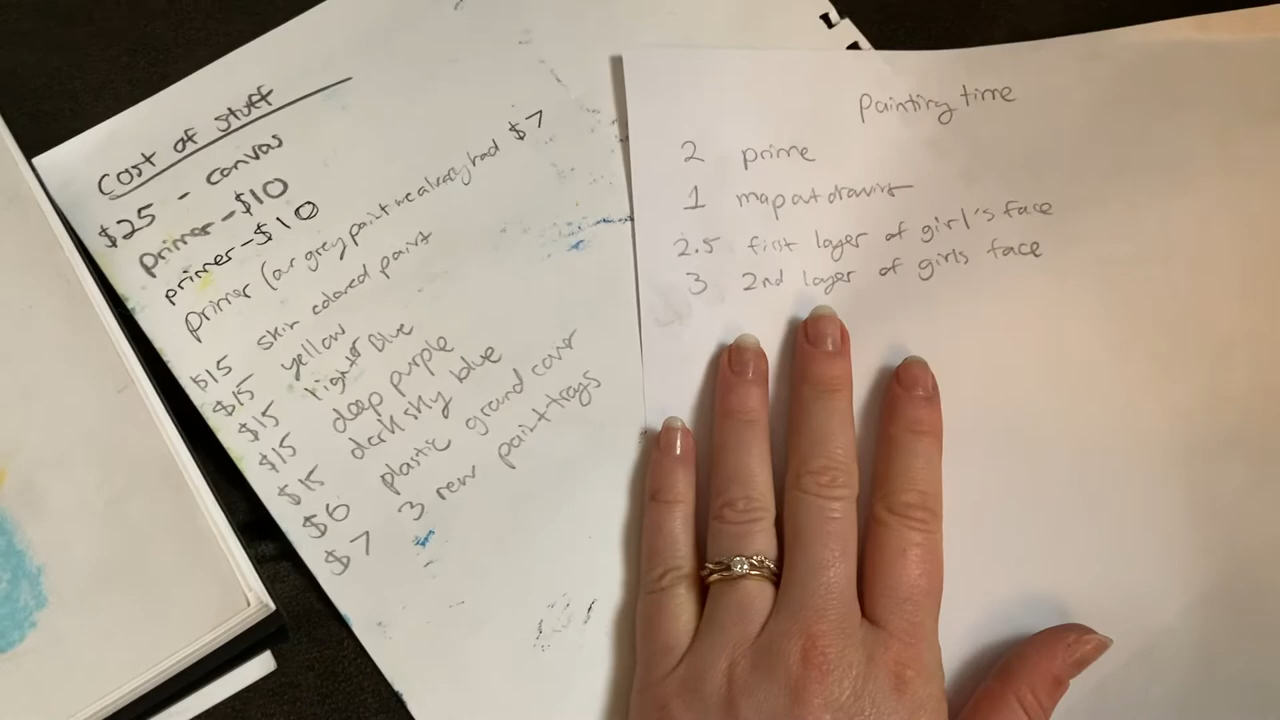 Cost of stuff
$25 - canvas
primer - $10
primer - $10
primer (our grey paint we already had $7
$15 skin colored paint
$15 yellow
$15 lighter Blue
$15 deep purple
$15 dark sky blue
$6 plastic ground cover
$7 3 new paint trays
Painting time
2 prime
1 map out drawing
2.5 first layer of girl's face
3 2nd layer of girls face